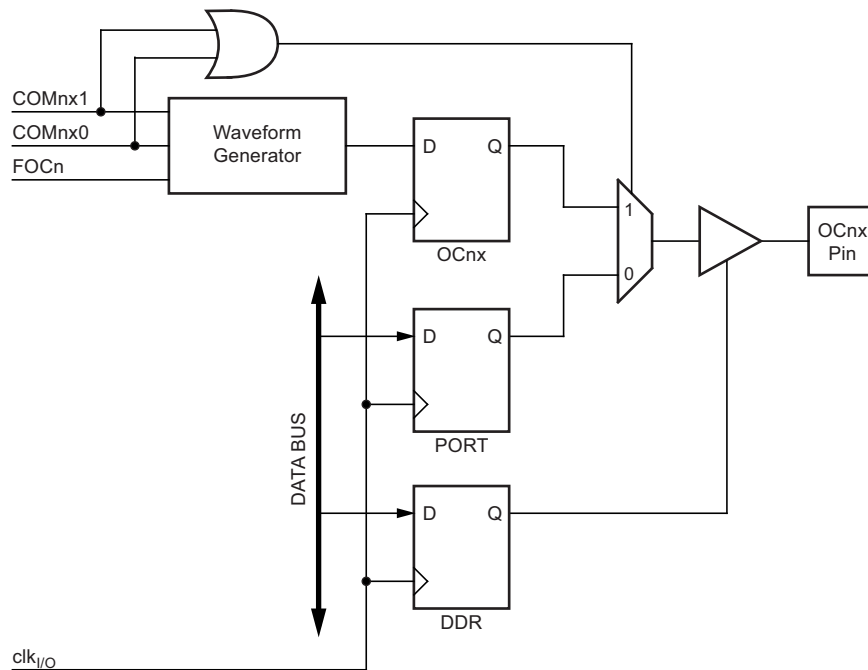 COMnx1
COMnx0
FOCn
Waveform
Generator
D
Q
OCnx
1
0
OCnx
Pin
D
Q
PORT
DATA BUS
D
Q
DDR
clkI/O